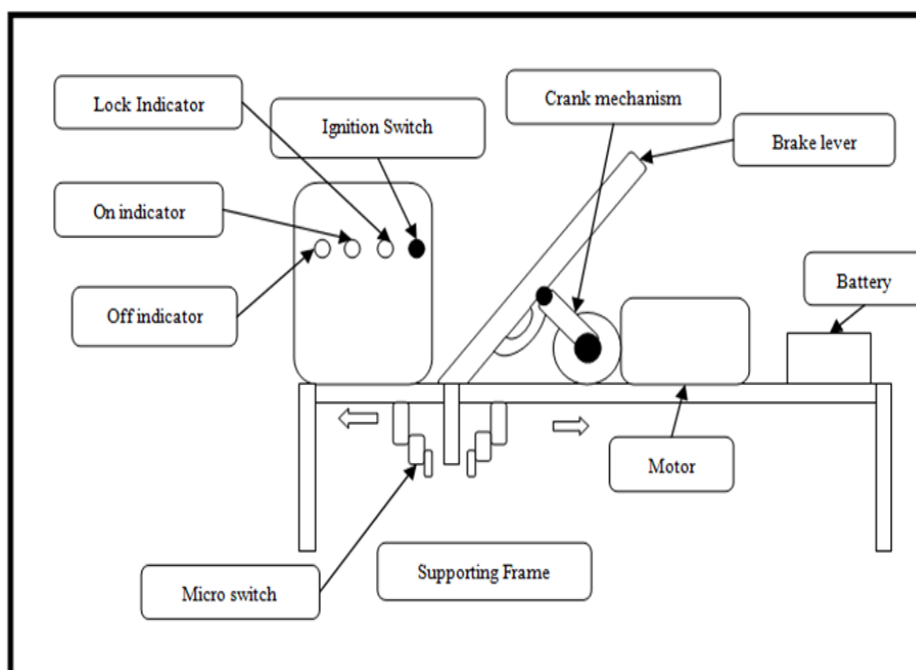 Lock Indicator
Crank mechanism
Ignition Switch
Brake lever
On indicator
Off indicator
Battery
Motor
Micro switch
Supporting Frame